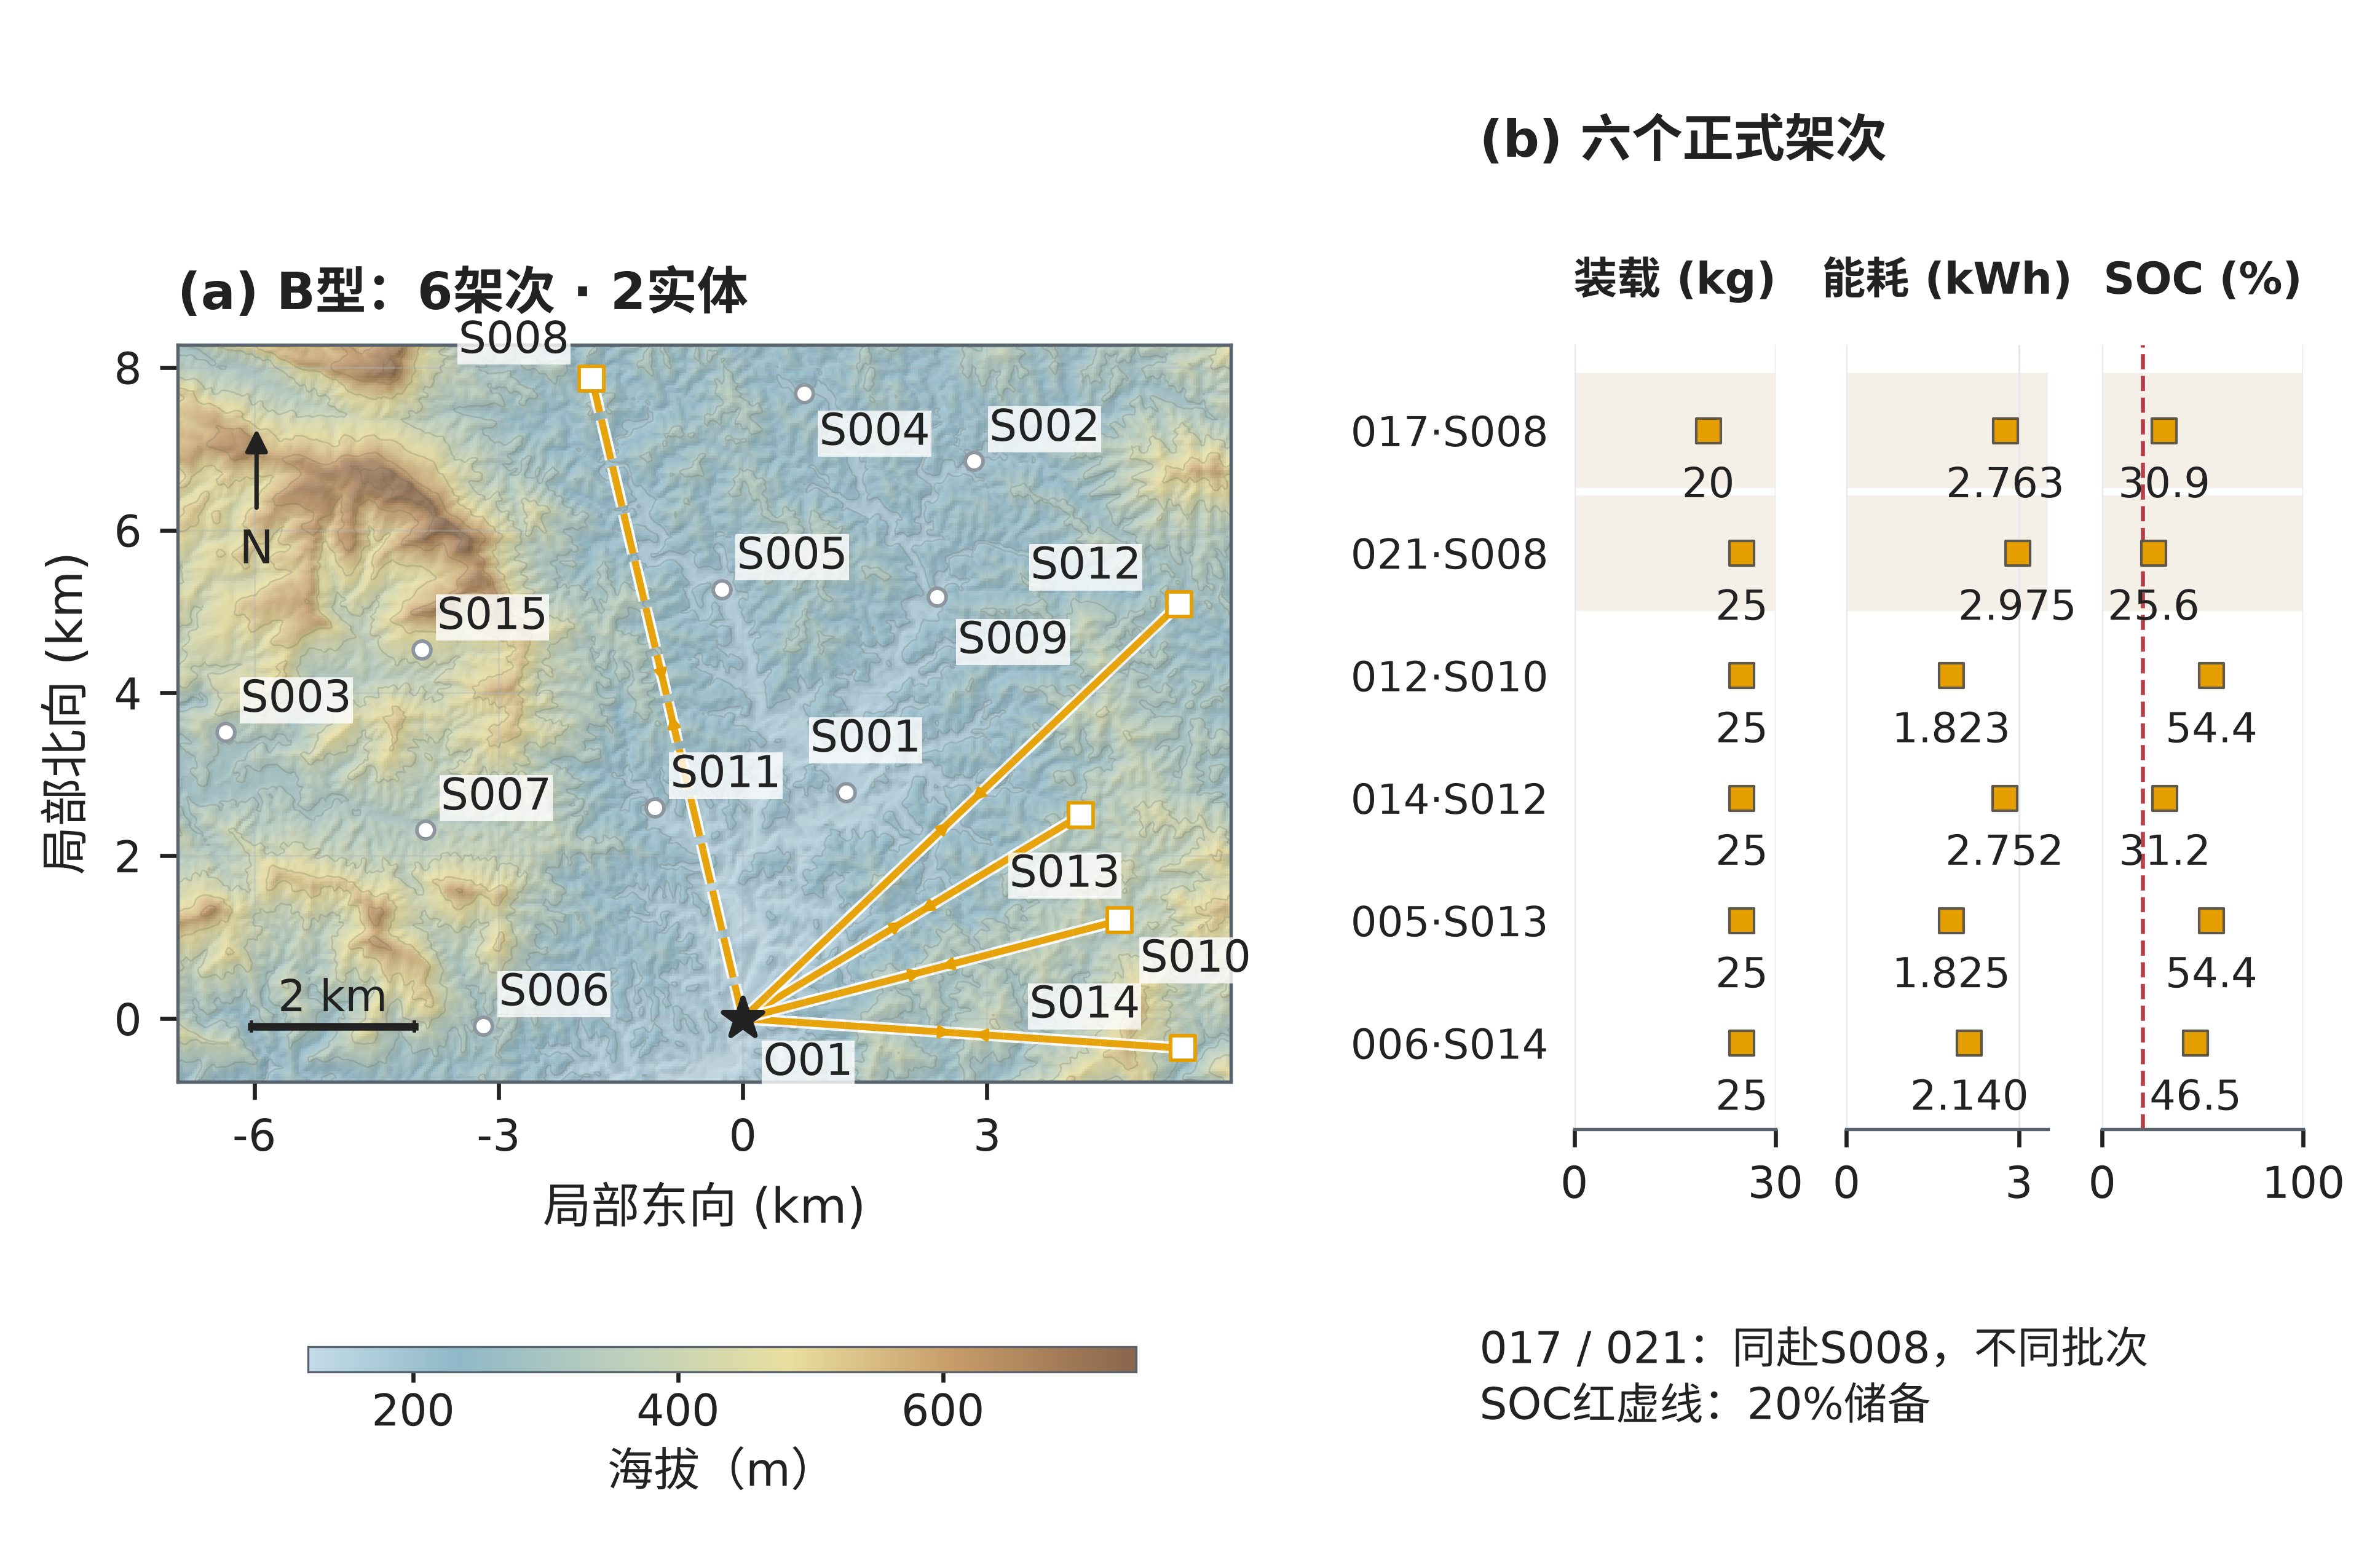 (a) B型：6架次 · 2实体
S008
S004
S002
S005
S012
S009
S015
S003
S001
S011
S007
S013
S010
S006
S014
O01
N
2 km
8
6
4
2
0
-6
-3
0
3
局部北向 (km)
局部东向 (km)
200
400
600
海拔（m）
(b) 六个正式架次
装载 (kg)
能耗 (kWh)
SOC (%)
017·S008
20
2.763
30.9
021·S008
25
2.975
25.6
012·S010
25
1.823
54.4
014·S012
25
2.752
31.2
005·S013
25
1.825
54.4
006·S014
25
2.140
46.5
0
30
0
3
0
100
017 / 021：同赴S008，不同批次
SOC红虚线：20%储备